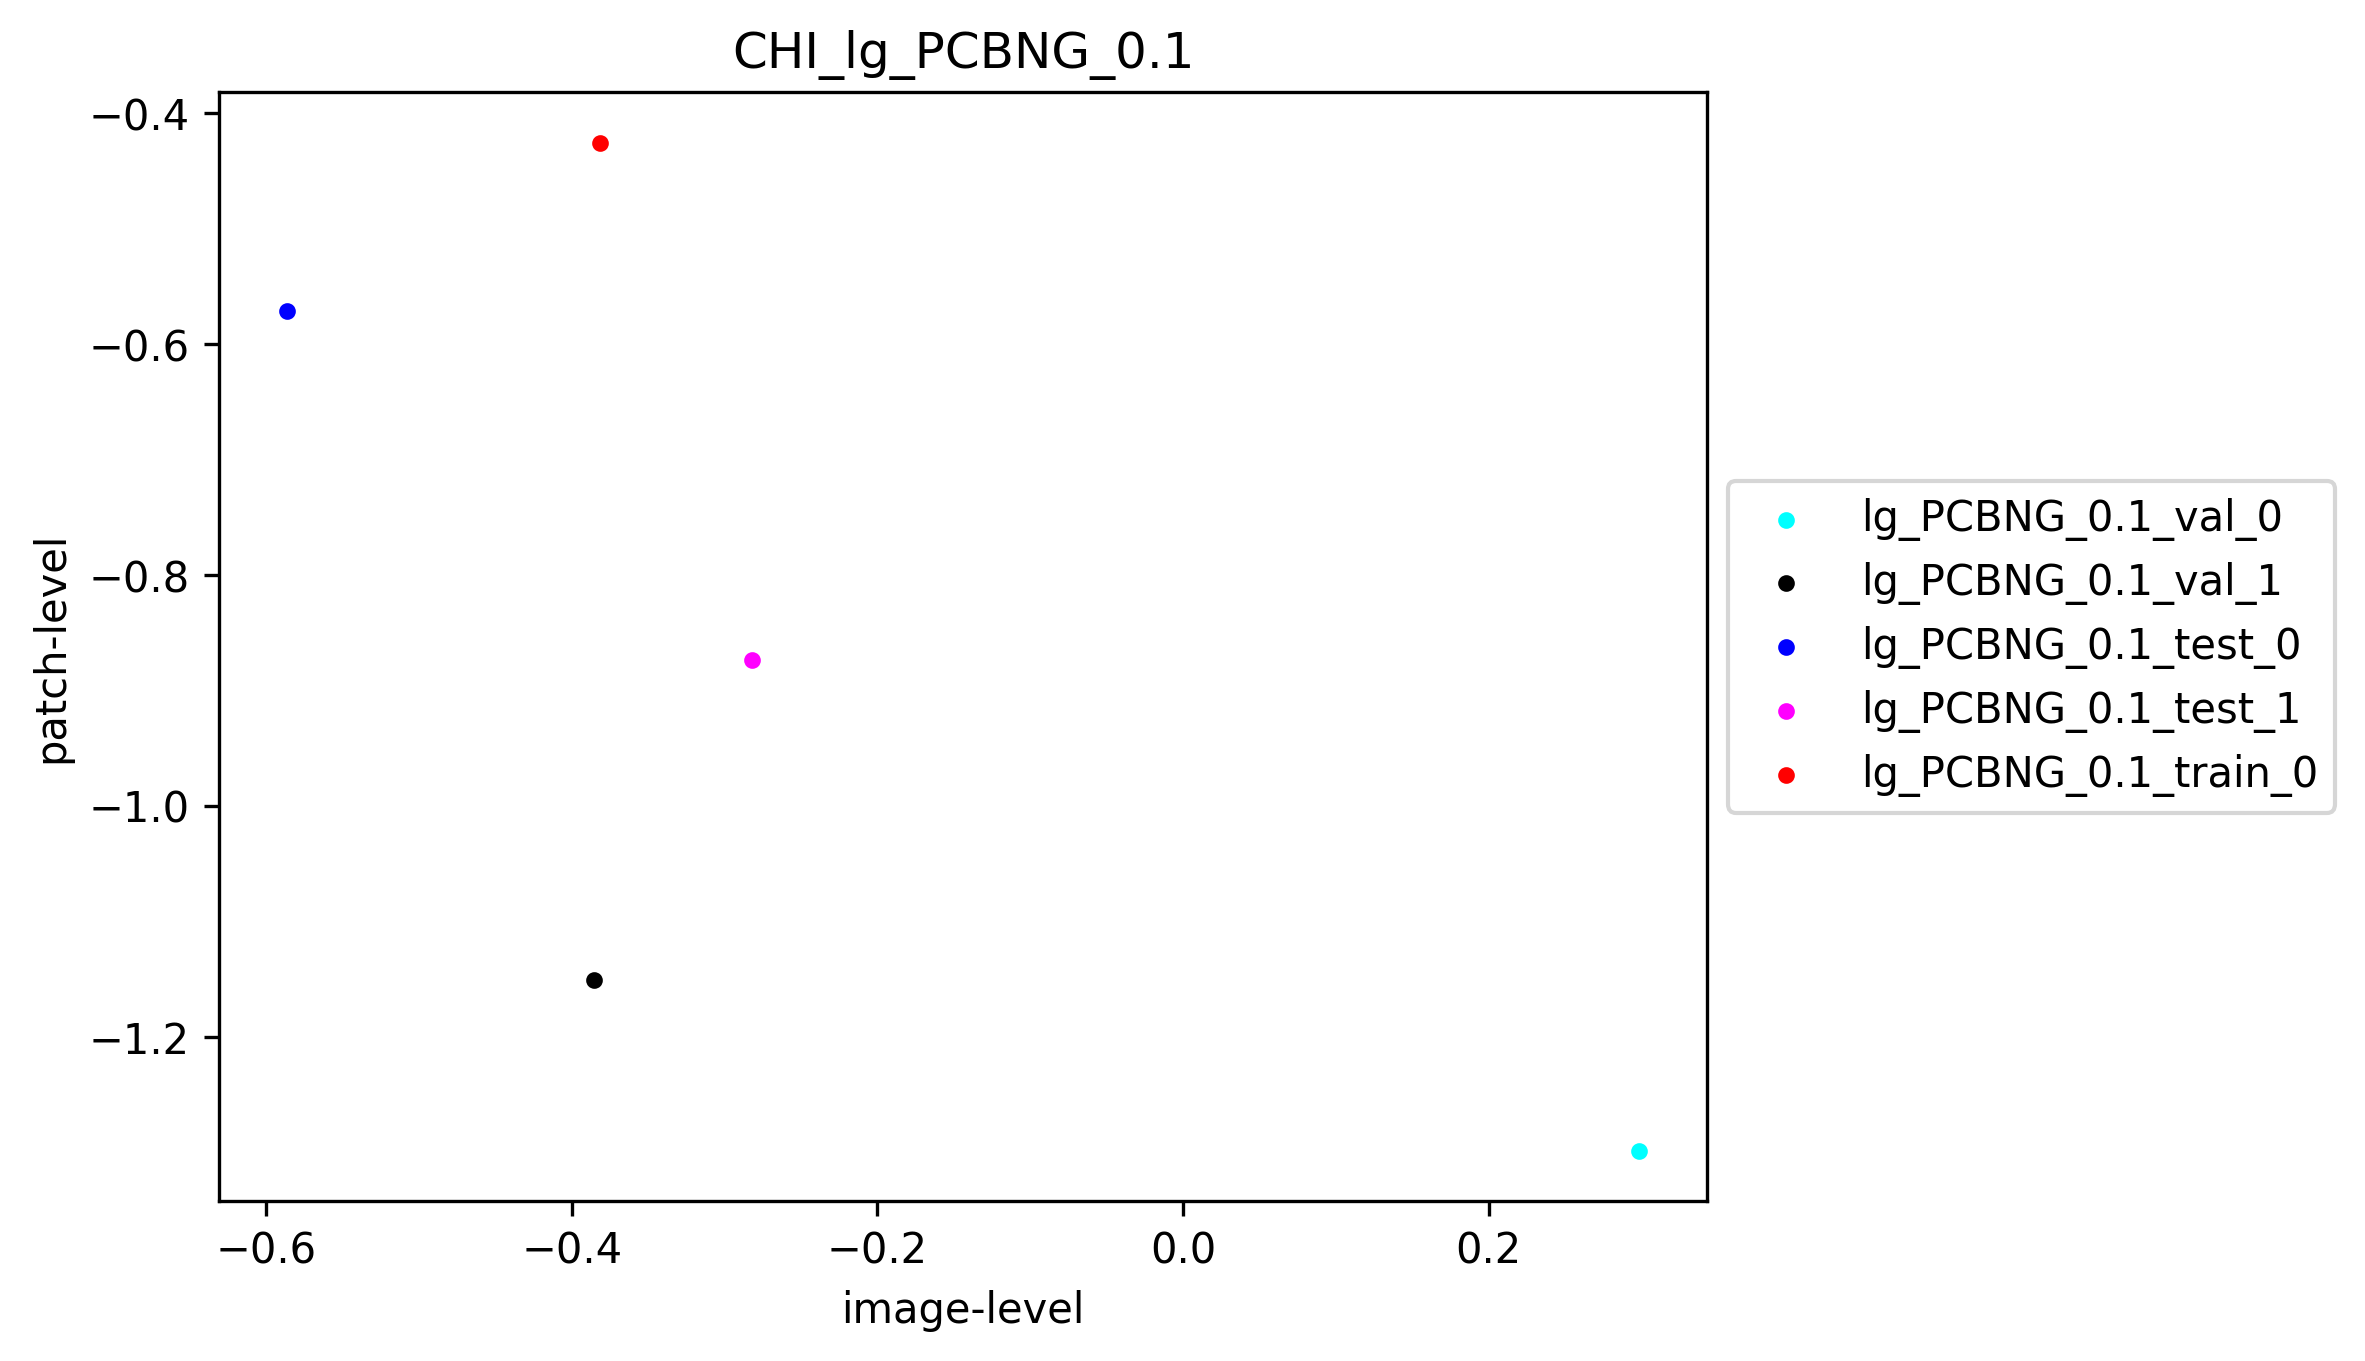 CHI_lg_PCBNG_0.1
−0.4
−0.6
−0.8
−1.0
−1.2
patch-level
−0.6
−0.4
−0.2
0.0
0.2
image-level
lg_PCBNG_0.1_val_0
lg_PCBNG_0.1_val_1
lg_PCBNG_0.1_test_0
lg_PCBNG_0.1_test_1
lg_PCBNG_0.1_train_0